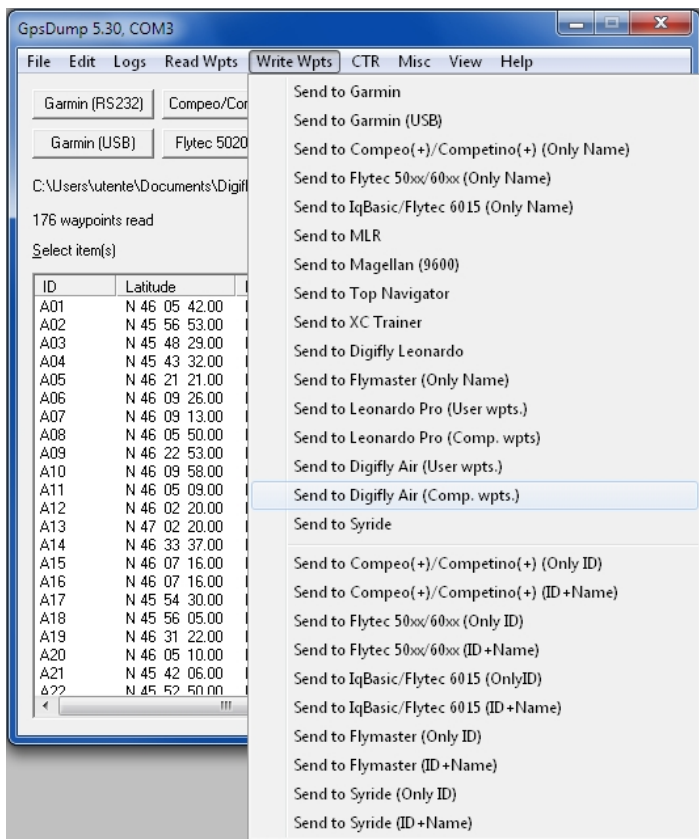 GpsDump 5.30, COM3
File Edit Logs Read Wpts Write Wpts CTR Misc View Help
Garmin (RS232) Compeo/Cor
Garmin (USB) Flytec 5020
C:\Users\utente\Documents\Digifl
176 waypoints read
Select item(s)
ID Latitude
A01 N 46 05 42.00
A02 N 45 56 53.00
A03 N 45 48 29.00
A04 N 45 43 32.00
A05 N 46 21 21.00
A06 N 46 09 26.00
A07 N 46 09 13.00
A08 N 46 05 50.00
A09 N 46 22 53.00
A10 N 46 09 58.00
A11 N 46 05 09.00
A12 N 46 02 20.00
A13 N 47 02 20.00
A14 N 46 33 37.00
A15 N 46 07 16.00
A16 N 46 07 16.00
A17 N 45 54 30.00
A18 N 45 56 05.00
A19 N 46 31 22.00
A20 N 46 05 10.00
A21 N 45 42 06.00
A22 N 45 52 50.00
Send to Garmin
Send to Garmin (USB)
Send to Compeo(+)/Competino(+) (Only Name)
Send to Flytec 50xx/60xx (Only Name)
Send to IqBasic/Flytec 6015 (Only Name)
Send to MLR
Send to Magellan (9600)
Send to Top Navigator
Send to XC Trainer
Send to Digifly Leonardo
Send to Flymaster (Only Name)
Send to Leonardo Pro (User wpts.)
Send to Leonardo Pro (Comp. wpts)
Send to Digifly Air (User wpts.)
Send to Digifly Air (Comp. wpts.)
Send to Syride
Send to Compeo(+)/Competino(+) (Only ID)
Send to Compeo(+)/Competino(+) (ID+Name)
Send to Flytec 50xx/60xx (Only ID)
Send to Flytec 50xx/60xx (ID+Name)
Send to IqBasic/Flytec 6015 (OnlyID)
Send to IqBasic/Flytec 6015 (ID+Name)
Send to Flymaster (Only ID)
Send to Flymaster (ID+Name)
Send to Syride (Only ID)
Send to Syride (ID+Name)